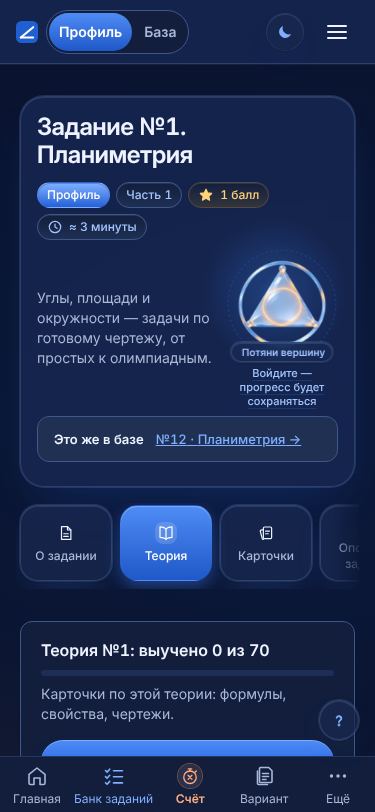 Профиль База
Задание №1.
Планиметрия
Профиль Часть 1 1 балл
≈ 3 минуты
Углы, площади и
окружности — задачи по
готовому чертежу, от
простых к олимпиадным.
Потяни вершину
Войдите —
прогресс будет
сохраняться
Это же в базе №12 · Планиметрия →
О задании Теория Карточки
Теория №1: выучено 0 из 70
Карточки по этой теории: формулы,
свойства, чертежи.
?
Главная Банк заданий Счёт Вариант Ещё